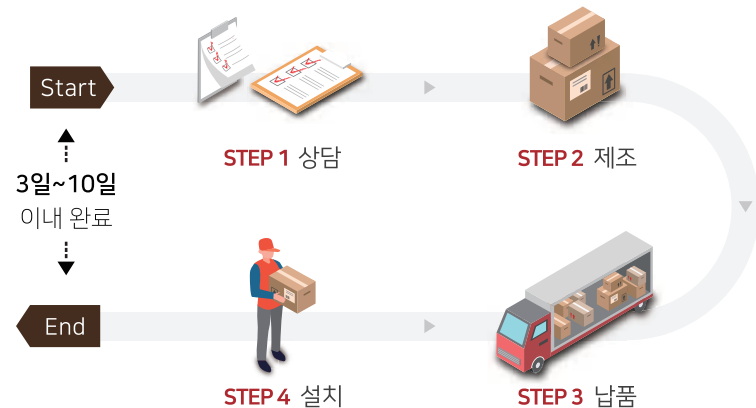 Start
STEP 1 상담
STEP 2 제조
3일~10일
이내 완료
End
STEP 4 설치
STEP 3 납품